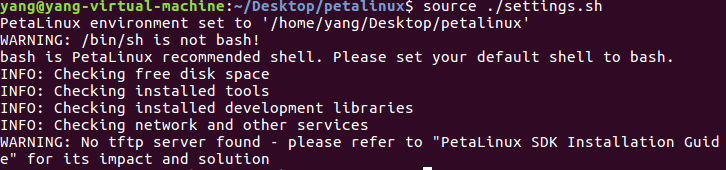 yang@yang-virtual-machine:~/Desktop/petalinux$ source ./settings.sh
PetaLinux environment set to '/home/yang/Desktop/petalinux'
WARNING: /bin/sh is not bash!
bash is PetaLinux recommended shell. Please set your default shell to bash.
INFO: Checking free disk space
INFO: Checking installed tools
INFO: Checking installed development libraries
INFO: Checking network and other services
WARNING: No tftp server found - please refer to "PetaLinux SDK Installation Guid
e" for its impact and solution